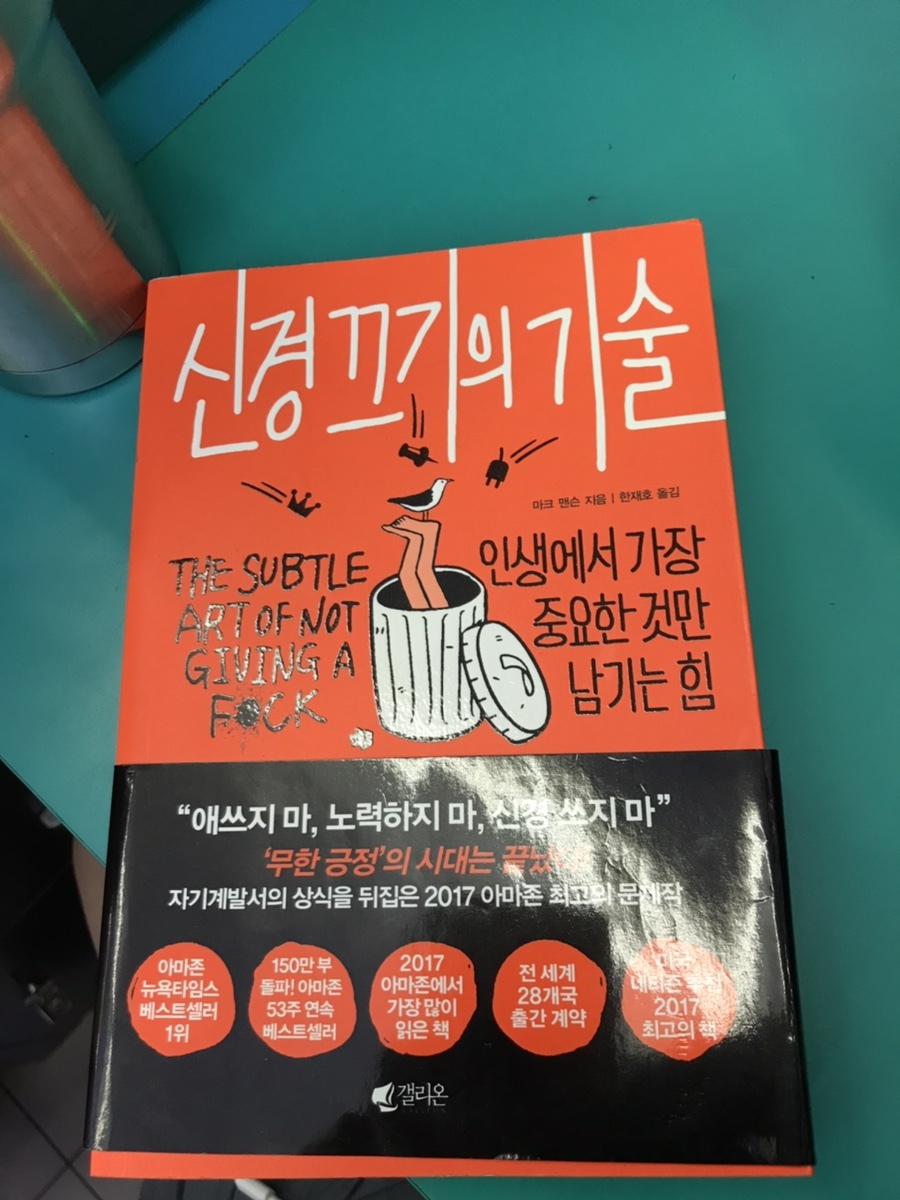 신경 끄기의 기술
마크 맨슨 지음 | 한재호 옮김
THE SUBTLE
ART OF NOT
GIVING A
F●CK
인생에서 가장
중요한 것만
남기는 힘
“애쓰지 마, 노력하지 마, 신경 쓰지 마”
‘무한 긍정’의 시대는
자기계발서의 상식을 뒤집은 2017 아마존 최고의 문제작
아마존
뉴욕타임스
베스트셀러
1위
150만 부
돌파! 아마존
53주 연속
베스트셀러
2017
아마존에서
가장 많이
읽은 책
전 세계
28개국
출간 계약
미국
네티즌
2017
최고의 책
갤리온